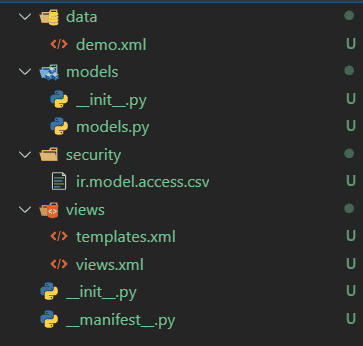 data
demo.xml U
models
__init__.py U
models.py U
security
ir.model.access.csv U
views
templates.xml U
views.xml U
__init__.py U
__manifest__.py U